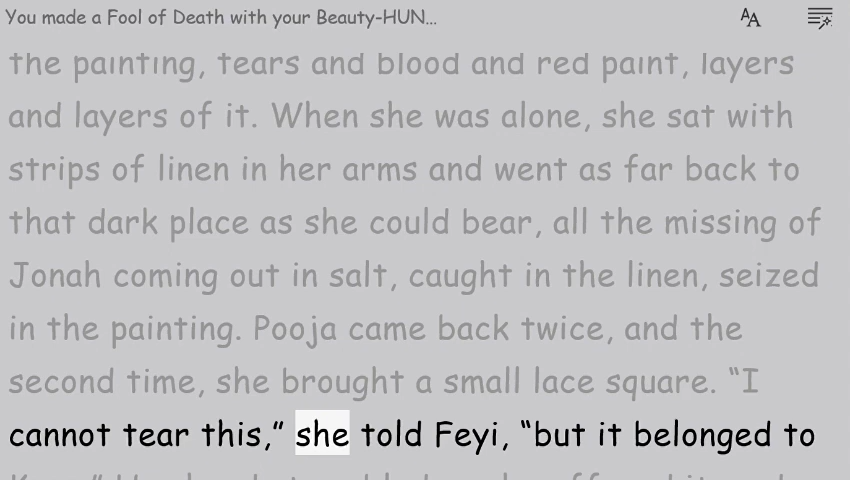 You made a Fool of Death with your Beauty-HUN...
the painting, tears and blood and red paint, layers
and layers of it. When she was alone, she sat with
strips of linen in her arms and went as far back to
that dark place as she could bear, all the missing of
Jonah coming out in salt, caught in the linen, seized
in the painting. Pooja came back twice, and the
second time, she brought a small lace square. “I
cannot tear this,” she told Feyi, “but it belonged to